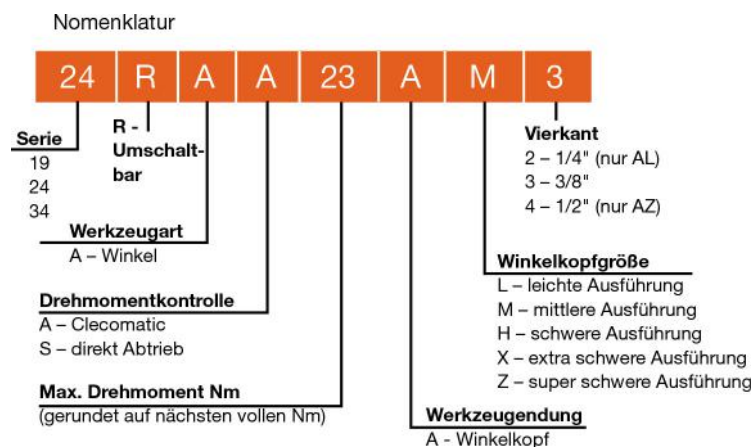 Nomenklatur
24 R A A 23 A M 3
Serie
19
24
34
R -
Umschalt-
bar
Werkzeugart
A – Winkel
Drehmomentkontrolle
A – Clecomatic
S – direkt Abtrieb
Max. Drehmoment Nm
(gerundet auf nächsten vollen Nm)
Vierkant
2 – 1/4" (nur AL)
3 – 3/8"
4 – 1/2" (nur AZ)
Winkelkopfgröße
L – leichte Ausführung
M – mittlere Ausführung
H – schwere Ausführung
X – extra schwere Ausführung
Z – super schwere Ausführung
Werkzeugendung
A - Winkelkopf